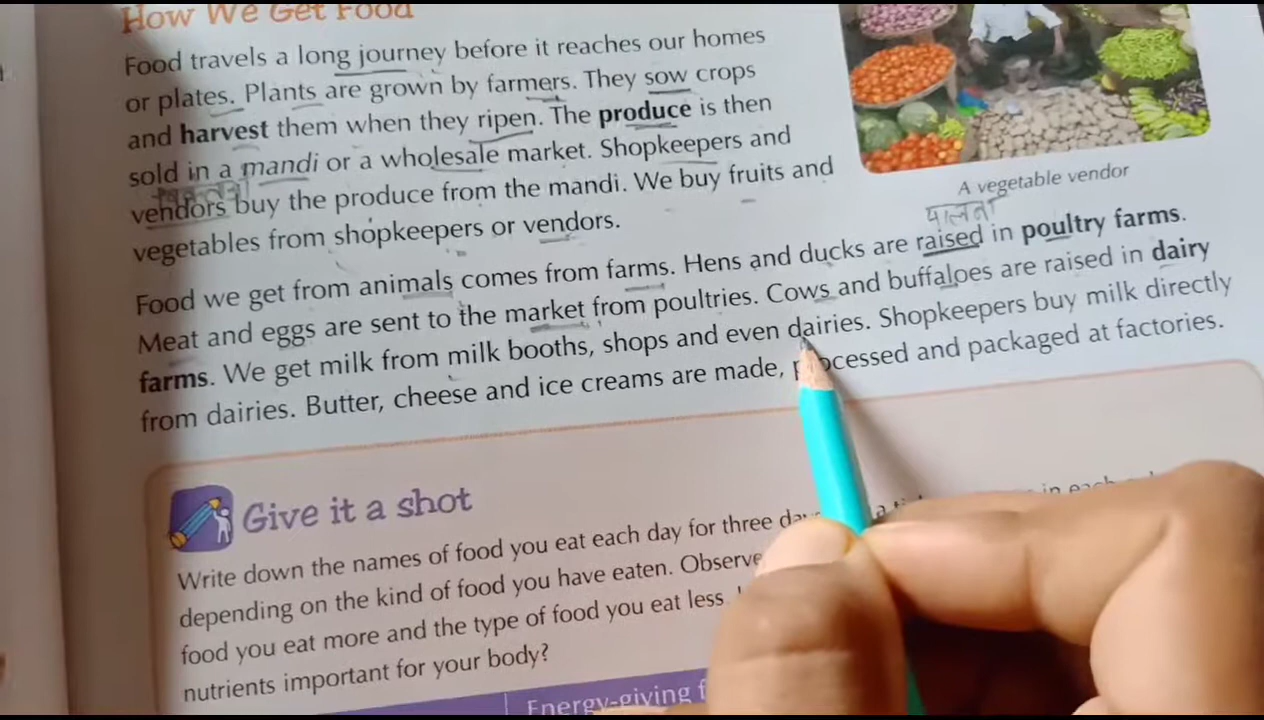 How We Get Food
Food travels a long journey before it reaches our homes
or plates. Plants are grown by farmers. They sow crops
and harvest them when they ripen. The produce is then
sold in a mandi or a wholesale market. Shopkeepers and
vendors buy the produce from the mandi. We buy fruits and
vegetables from shopkeepers or vendors.
A vegetable vendor
पालना
Food we get from animals comes from farms. Hens and ducks are raised in poultry farms.
Meat and eggs are sent to the market from poultries. Cows and buffaloes are raised in dairy
farms. We get milk from milk booths, shops and even dairies. Shopkeepers buy milk directly
from dairies. Butter, cheese and ice creams are made, processed and packaged at factories.
Give it a shot
Write down the names of food you eat each day for three in each
depending on the kind of food you have eaten. Observe
food you eat more and the type of food you eat less.
nutrients important for your body?
Energy-giving